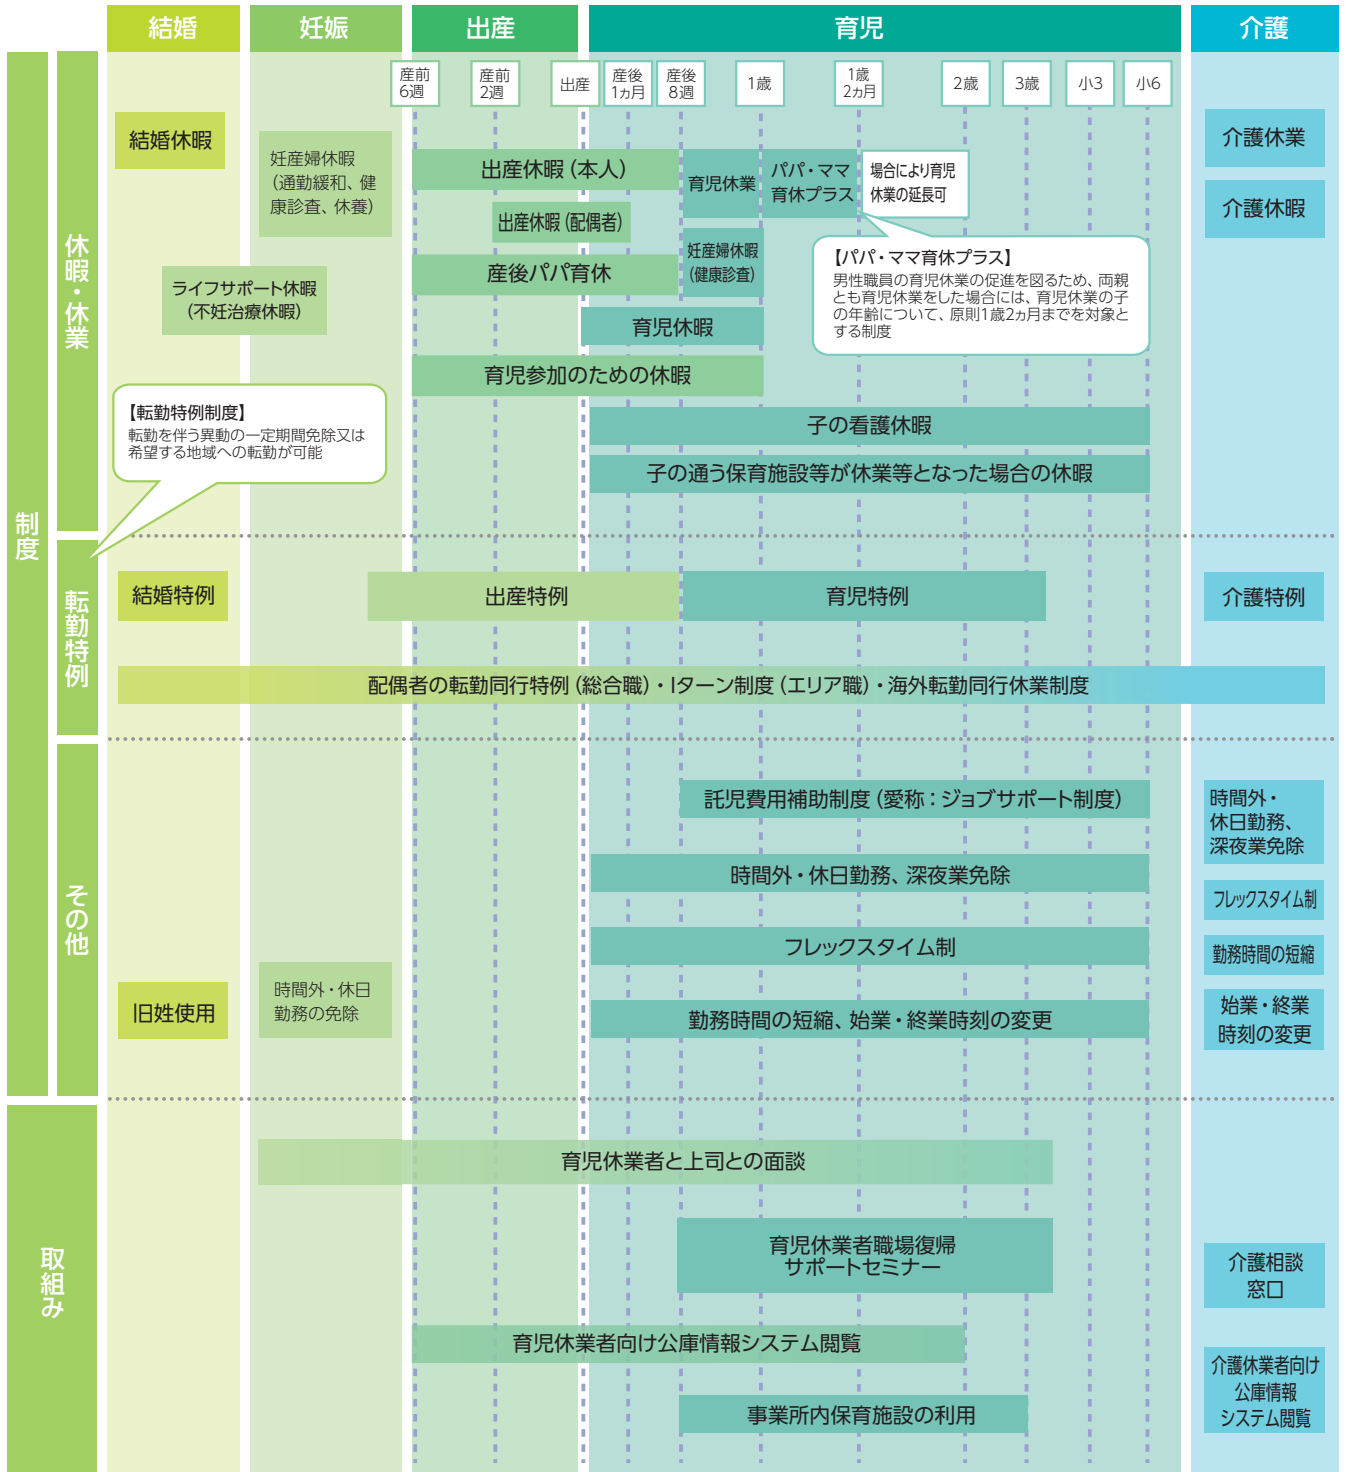 結婚
妊娠
出産
育児
介護
産前
6週
産前
2週
出産
産後
1ヵ月
産後
8週
1歳
1歳
2ヵ月
2歳
3歳
小3
小6
制度
休暇・休業
結婚休暇
妊産婦休暇
（通勤緩和、健
康診査、休養）
出産休暇（本人）
育児休業
パパ・ママ
育休プラス
場合により育児
休業の延長可
介護休業
出産休暇（配偶者）
介護休暇
妊産婦休暇
（健康診査）
産後パパ育休
【パパ・ママ育休プラス】
男性職員の育児休業の促進を図るため、両親
とも育児休業をした場合には、育児休業の子
の年齢について、原則1歳2ヵ月までを対象と
する制度
ライフサポート休暇
（不妊治療休暇）
育児休暇
育児参加のための休暇
【転勤特例制度】
転勤を伴う異動の一定期間免除又は
希望する地域への転勤が可能
子の看護休暇
子の通う保育施設等が休業等となった場合の休暇
転勤特例
結婚特例
出産特例
育児特例
介護特例
配偶者の転勤同行特例（総合職）・Iターン制度（エリア職）・海外転勤同行休業制度
その他
託児費用補助制度（愛称：ジョブサポート制度）
時間外・
休日勤務、
深夜業免除
時間外・休日勤務、深夜業免除
フレックスタイム制
フレックスタイム制
勤務時間の短縮
旧姓使用
時間外・休日
勤務の免除
勤務時間の短縮、始業・終業時刻の変更
始業・終業
時刻の変更
取組み
育児休業者と上司との面談
育児休業者職場復帰
サポートセミナー
介護相談
窓口
育児休業者向け公庫情報システム閲覧
介護休業者向け
公庫情報
システム閲覧
事業所内保育施設の利用